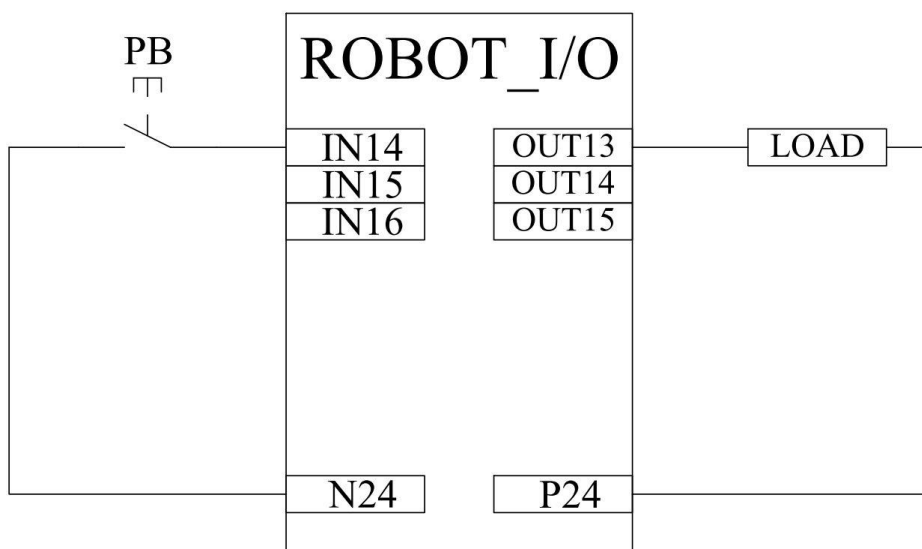 PB
ROBOT_I/O
IN14
OUT13
LOAD
IN15
OUT14
IN16
OUT15
N24
P24